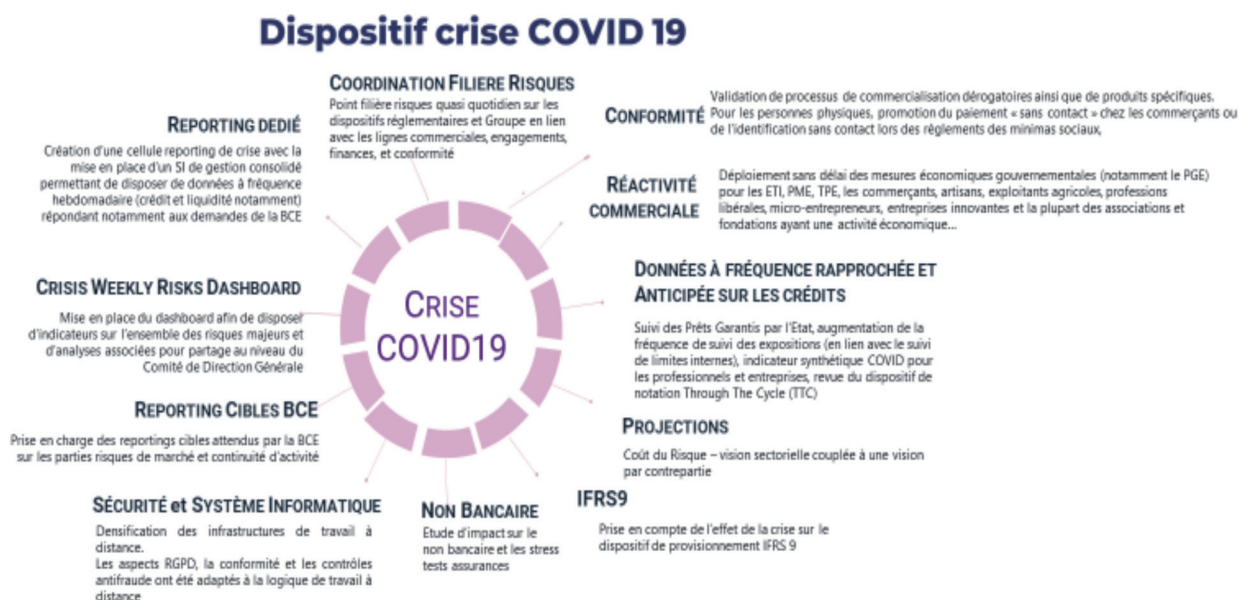 Dispositif crise COVID 19
COORDINATION FILIERE RISQUES
Point filière risques quasi quotidien sur les
dispositifs réglementaires et Groupe en lien
avec les lignes commerciales, engagements,
finances, et conformité
CONFORMITÉ
Validation de processus de commercialisation dérogatoires ainsi que de produits spécifiques.
Pour les personnes physiques, promotion du paiement « sans contact » chez les commerçants ou
de l'identification sans contact lors des règlements des minimas sociaux,
RÉACTIVITÉ
COMMERCIALE
Déploiement sans délai des mesures économiques gouvernementales (notamment le PGE)
pour les ETI, PME, TPE, les commerçants, artisans, exploitants agricoles, professions
libérales, micro-entrepreneurs, entreprises innovantes et la plupart des associations et
fondations ayant une activité économique...
DONNÉES À FRÉQUENCE RAPPROCHÉE ET
ANTICIPÉE SUR LES CRÉDITS
Suivi des Prêts Garantis par l'Etat, augmentation de la
fréquence de suivi des expositions (en lien avec le suivi
de limites internes), indicateur synthétique COVID pour
les professionnels et entreprises, revue du dispositif de
notation Through The Cycle (TTC)
PROJECTIONS
Coût du Risque – vision sectorielle couplée à une vision
par contrepartie
IFRS9
Prise en compte de l'effet de la crise sur le
dispositif de provisionnement IFRS 9
NON BANCAIRE
Etude d'impact sur le
non bancaire et les stress
tests assurances
SÉCURITÉ et SYSTÈME INFORMATIQUE
Densification des infrastructures de travail à
distance.
Les aspects RGPD, la conformité et les contrôles
antifraude ont été adaptés à la logique de travail à
distance
REPORTING CIBLES BCE
Prise en charge des reportings cibles attendus par la BCE
sur les parties risques de marché et continuité d'activité
CRISIS WEEKLY RISKS DASHBOARD
Mise en place du dashboard afin de disposer
d'indicateurs sur l'ensemble des risques majeurs et
d'analyses associées pour partage au niveau du
Comité de Direction Générale
REPORTING DEDIÉ
Création d'une cellule reporting de crise avec la
mise en place d'un SI de gestion consolidé
permettant de disposer de données à fréquence
hebdomadaire (crédit et liquidité notamment)
répondant notamment aux demandes de la BCE
CRISE
COVID19